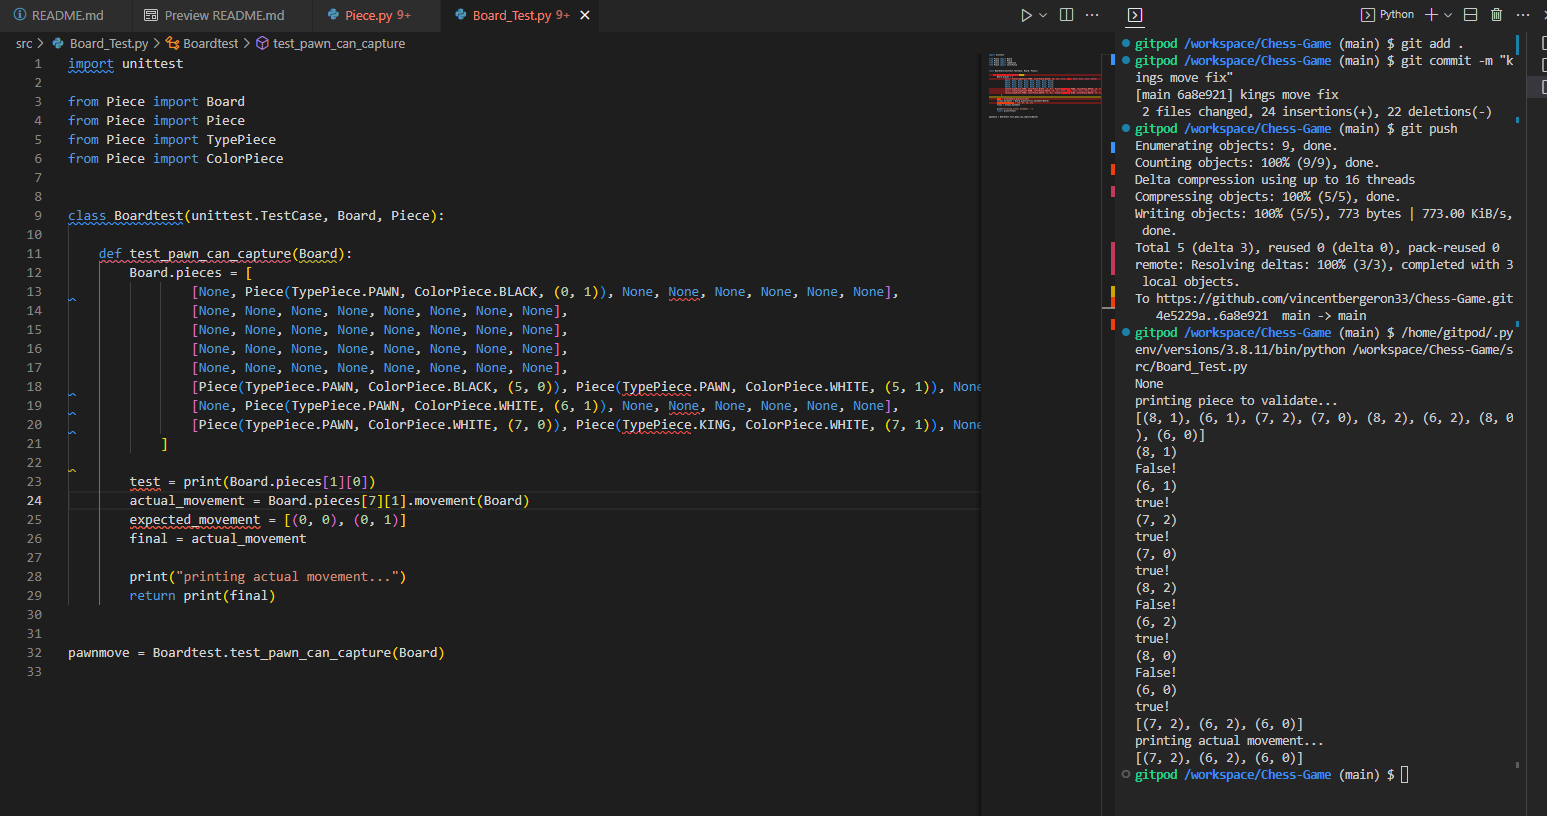 README.md
Preview README.md
Piece.py 9+
Board_Test.py 9+
src > Board_Test.py > Boardtest > test_pawn_can_capture
1 import unittest
2
3 from Piece import Board
4 from Piece import Piece
5 from Piece import TypePiece
6 from Piece import ColorPiece
7
8
9 class Boardtest(unittest.TestCase, Board, Piece):
10
11 def test_pawn_can_capture(Board):
12 Board.pieces = [
13 [None, Piece(TypePiece.PAWN, ColorPiece.BLACK, (0, 1)), None, None, None, None, None, None],
14 [None, None, None, None, None, None, None, None],
15 [None, None, None, None, None, None, None, None],
16 [None, None, None, None, None, None, None, None],
17 [None, None, None, None, None, None, None, None],
18 [Piece(TypePiece.PAWN, ColorPiece.BLACK, (5, 0)), Piece(TypePiece.PAWN, ColorPiece.WHITE, (5, 1)), None
19 [None, Piece(TypePiece.PAWN, ColorPiece.WHITE, (6, 1)), None, None, None, None, None, None],
20 [Piece(TypePiece.PAWN, ColorPiece.WHITE, (7, 0)), Piece(TypePiece.KING, ColorPiece.WHITE, (7, 1)), None
21 ]
22
23 test = print(Board.pieces[1][0])
24 actual_movement = Board.pieces[7][1].movement(Board)
25 expected_movement = [(0, 0), (0, 1)]
26 final = actual_movement
27
28 print("printing actual movement...")
29 return print(final)
30
31
32 pawnmove = Boardtest.test_pawn_can_capture(Board)
33
Python
gitpod /workspace/Chess-Game (main) $ git add .
gitpod /workspace/Chess-Game (main) $ git commit -m "k
ings move fix"
[main 6a8e921] kings move fix
2 files changed, 24 insertions(+), 22 deletions(-)
gitpod /workspace/Chess-Game (main) $ git push
Enumerating objects: 9, done.
Counting objects: 100% (9/9), done.
Delta compression using up to 16 threads
Compressing objects: 100% (5/5), done.
Writing objects: 100% (5/5), 773 bytes | 773.00 KiB/s,
done.
Total 5 (delta 3), reused 0 (delta 0), pack-reused 0
remote: Resolving deltas: 100% (3/3), completed with 3
local objects.
To https://github.com/vincentbergeron33/Chess-Game.git
4e5229a..6a8e921 main -> main
gitpod /workspace/Chess-Game (main) $ /home/gitpod/.py
env/versions/3.8.11/bin/python /workspace/Chess-Game/s
rc/Board_Test.py
None
printing piece to validate...
[(8, 1), (6, 1), (7, 2), (7, 0), (8, 2), (6, 2), (8, 0
), (6, 0)]
(8, 1)
False!
(6, 1)
true!
(7, 2)
true!
(7, 0)
true!
(8, 2)
False!
(6, 2)
true!
(8, 0)
False!
(6, 0)
true!
[(7, 2), (6, 2), (6, 0)]
printing actual movement...
[(7, 2), (6, 2), (6, 0)]
gitpod /workspace/Chess-Game (main) $